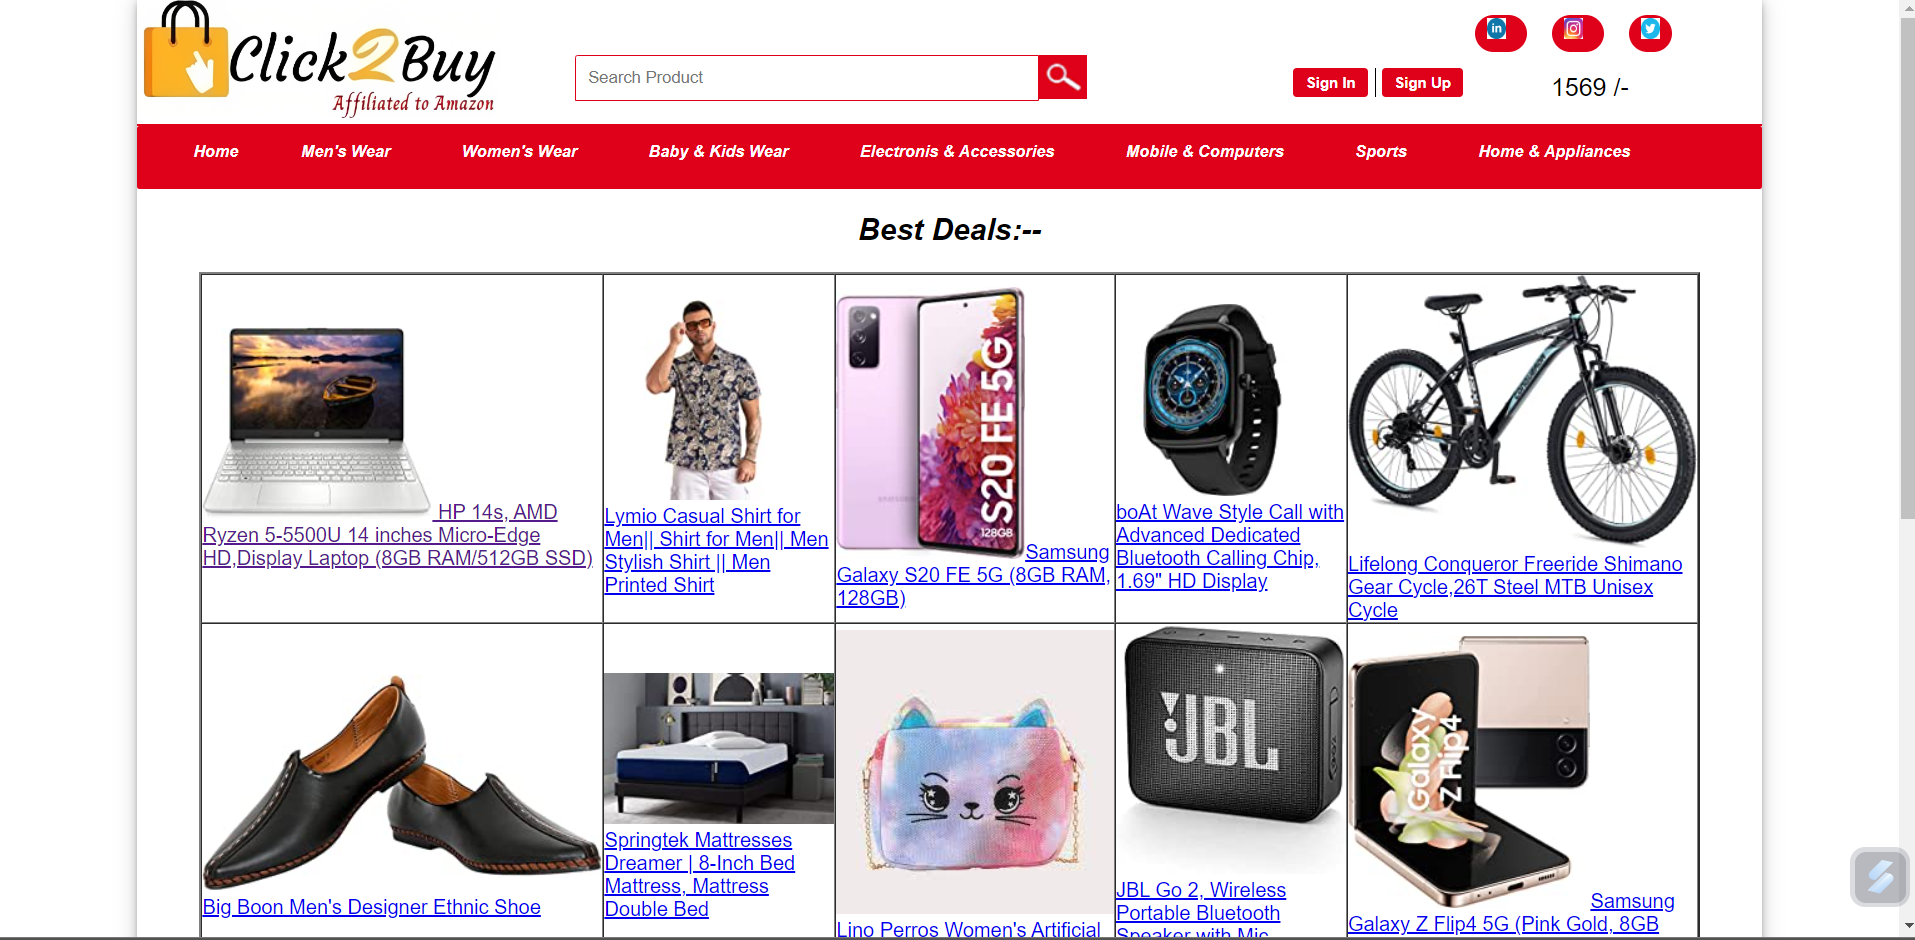 Click2Buy
Affiliated to Amazon
Search Product
in
Sign In
Sign Up
1569 /-
Home
Men's Wear
Women's Wear
Baby & Kids Wear
Electronis & Accessories
Mobile & Computers
Sports
Home & Appliances
Best Deals:--
HP 14s, AMD
Ryzen 5-5500U 14 inches Micro-Edge
HD,Display Laptop (8GB RAM/512GB SSD)
Lymio Casual Shirt for
Men|| Shirt for Men|| Men
Stylish Shirt || Men
Printed Shirt
S20 FE 5G
128GB
Samsung
Galaxy S20 FE 5G (8GB RAM,
128GB)
boAt Wave Style Call with
Advanced Dedicated
Bluetooth Calling Chip,
1.69" HD Display
Lifelong Conqueror Freeride Shimano
Gear Cycle,26T Steel MTB Unisex
Cycle
Big Boon Men's Designer Ethnic Shoe
Springtek Mattresses
Dreamer | 8-Inch Bed
Mattress, Mattress
Double Bed
Lino Perros Women's Artificial
JBL
JBL Go 2, Wireless
Portable Bluetooth
Speaker with Mic,
Galaxy
Z Flip4
Samsung
Galaxy Z Flip4 5G (Pink Gold, 8GB